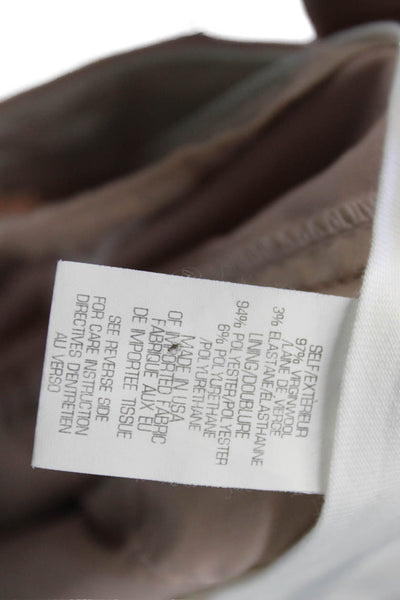 SELF/EXTERIEUR
97% VIRGINWOOL
/LAINE DE VIERGE
3% ELASTANE/ELASTHANNE
LINING/DOUBLURE
94% POLYESTER/POLYESTER
6% POLYURETHANE
/POLYURETHANE
MADE IN USA
OF IMPORTED FABRIC
FABRIQUE AUX EU
DE IMPORTEE TISSUE
SEE REVERSE SIDE
FOR CARE INSTRUCTION
DIRECTIVES DENTRETIEN
AU VERSO